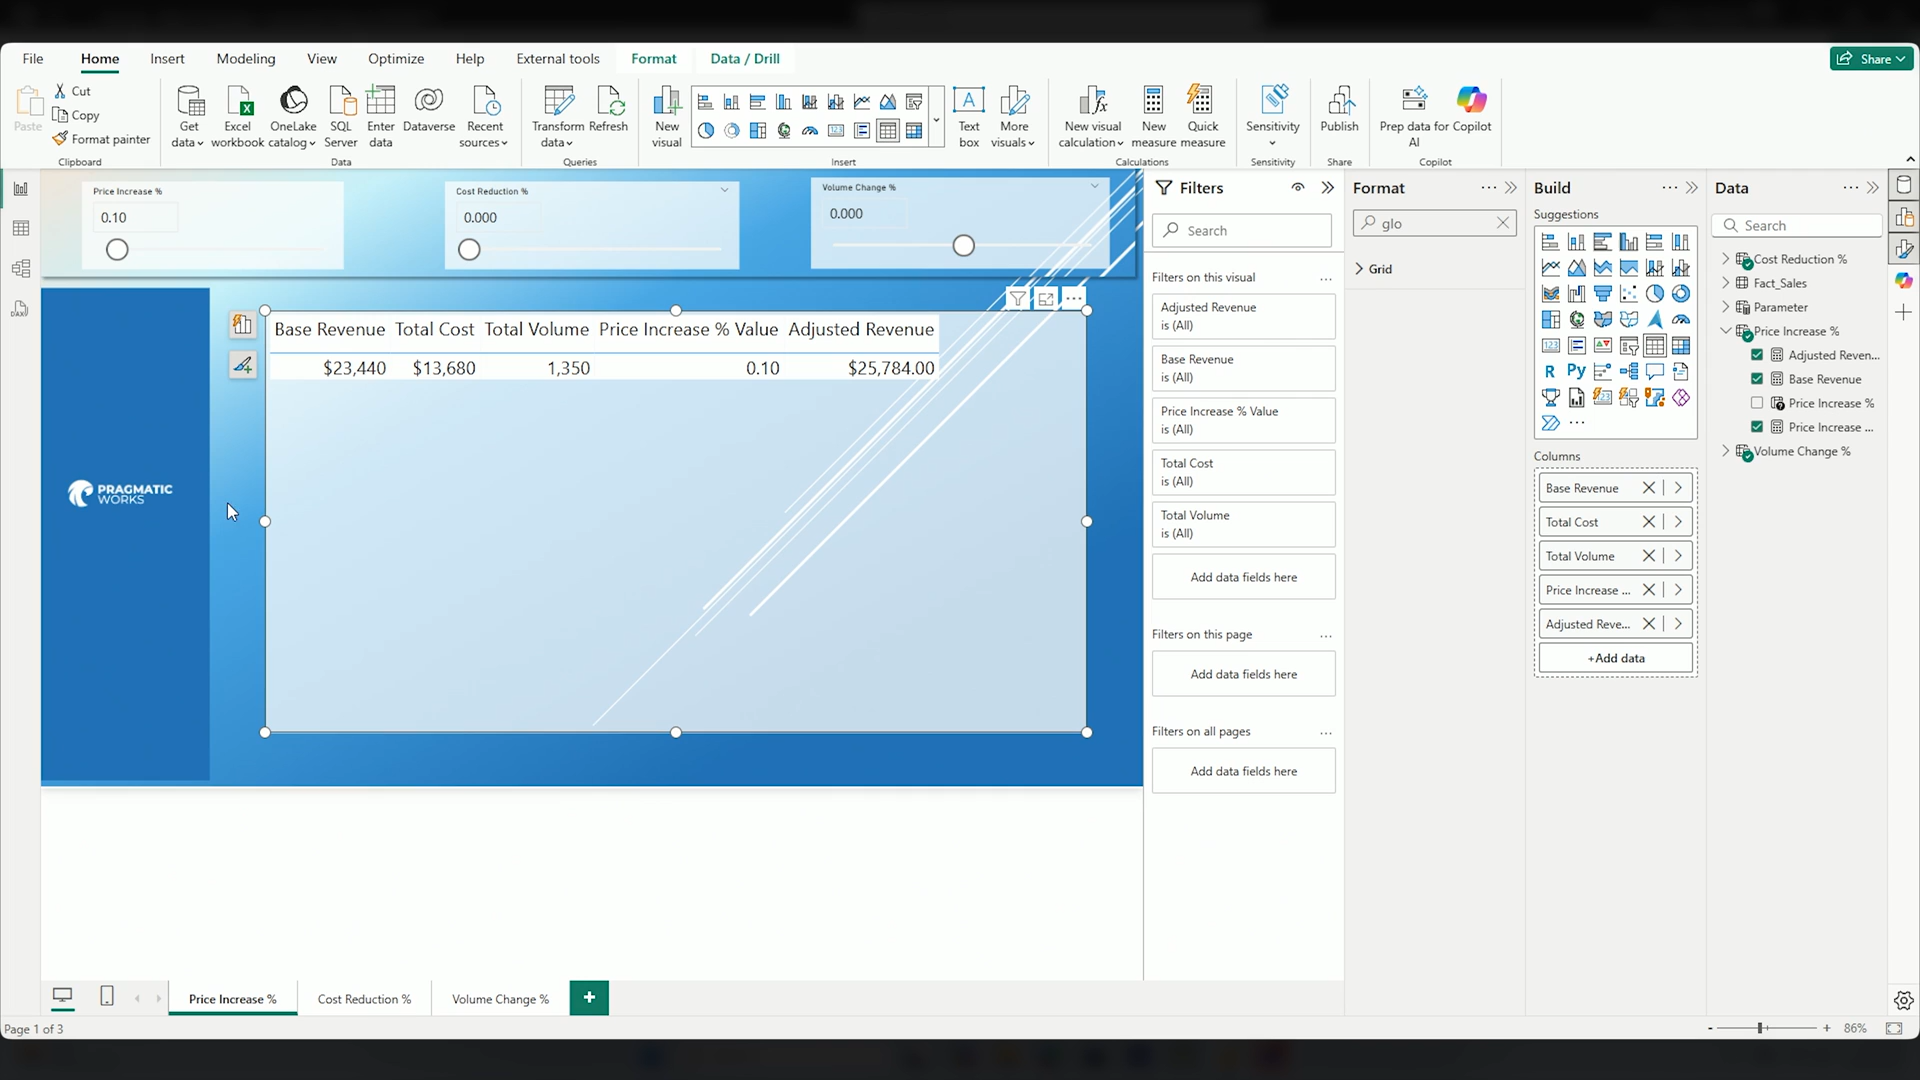 File Home Insert Modeling View Optimize Help External tools Format Data / Drill Share
Paste Cut Copy Format painter Clipboard
Get data Excel workbook OneLake catalog SQL Server Enter data Dataverse Recent sources Data
Transform data Refresh Queries
New visual Text box More visuals Insert
New visual calculation New measure Quick measure Calculations
Sensitivity Sensitivity
Publish Share
Prep data for AI Copilot Copilot
Price Increase %
0.10
Cost Reduction %
0.000
Volume Change %
0.000
Base Revenue Total Cost Total Volume Price Increase % Value Adjusted Revenue
$23,440 $13,680 1,350 0.10 $25,784.00
PRAGMATIC
WORKS
Filters
Search
Filters on this visual
Adjusted Revenue
is (All)
Base Revenue
is (All)
Price Increase % Value
is (All)
Total Cost
is (All)
Total Volume
is (All)
Add data fields here
Filters on this page
Add data fields here
Filters on all pages
Add data fields here
Format
glo
Grid
Build
Suggestions
R Py
Columns
Base Revenue
Total Cost
Total Volume
Price Increase ...
Adjusted Reve...
+Add data
Data
Search
Cost Reduction %
Fact_Sales
Parameter
Price Increase %
Adjusted Reven...
Base Revenue
Price Increase %
Price Increase ...
Volume Change %
Price Increase % Cost Reduction % Volume Change % +
Page 1 of 3
- + 86%